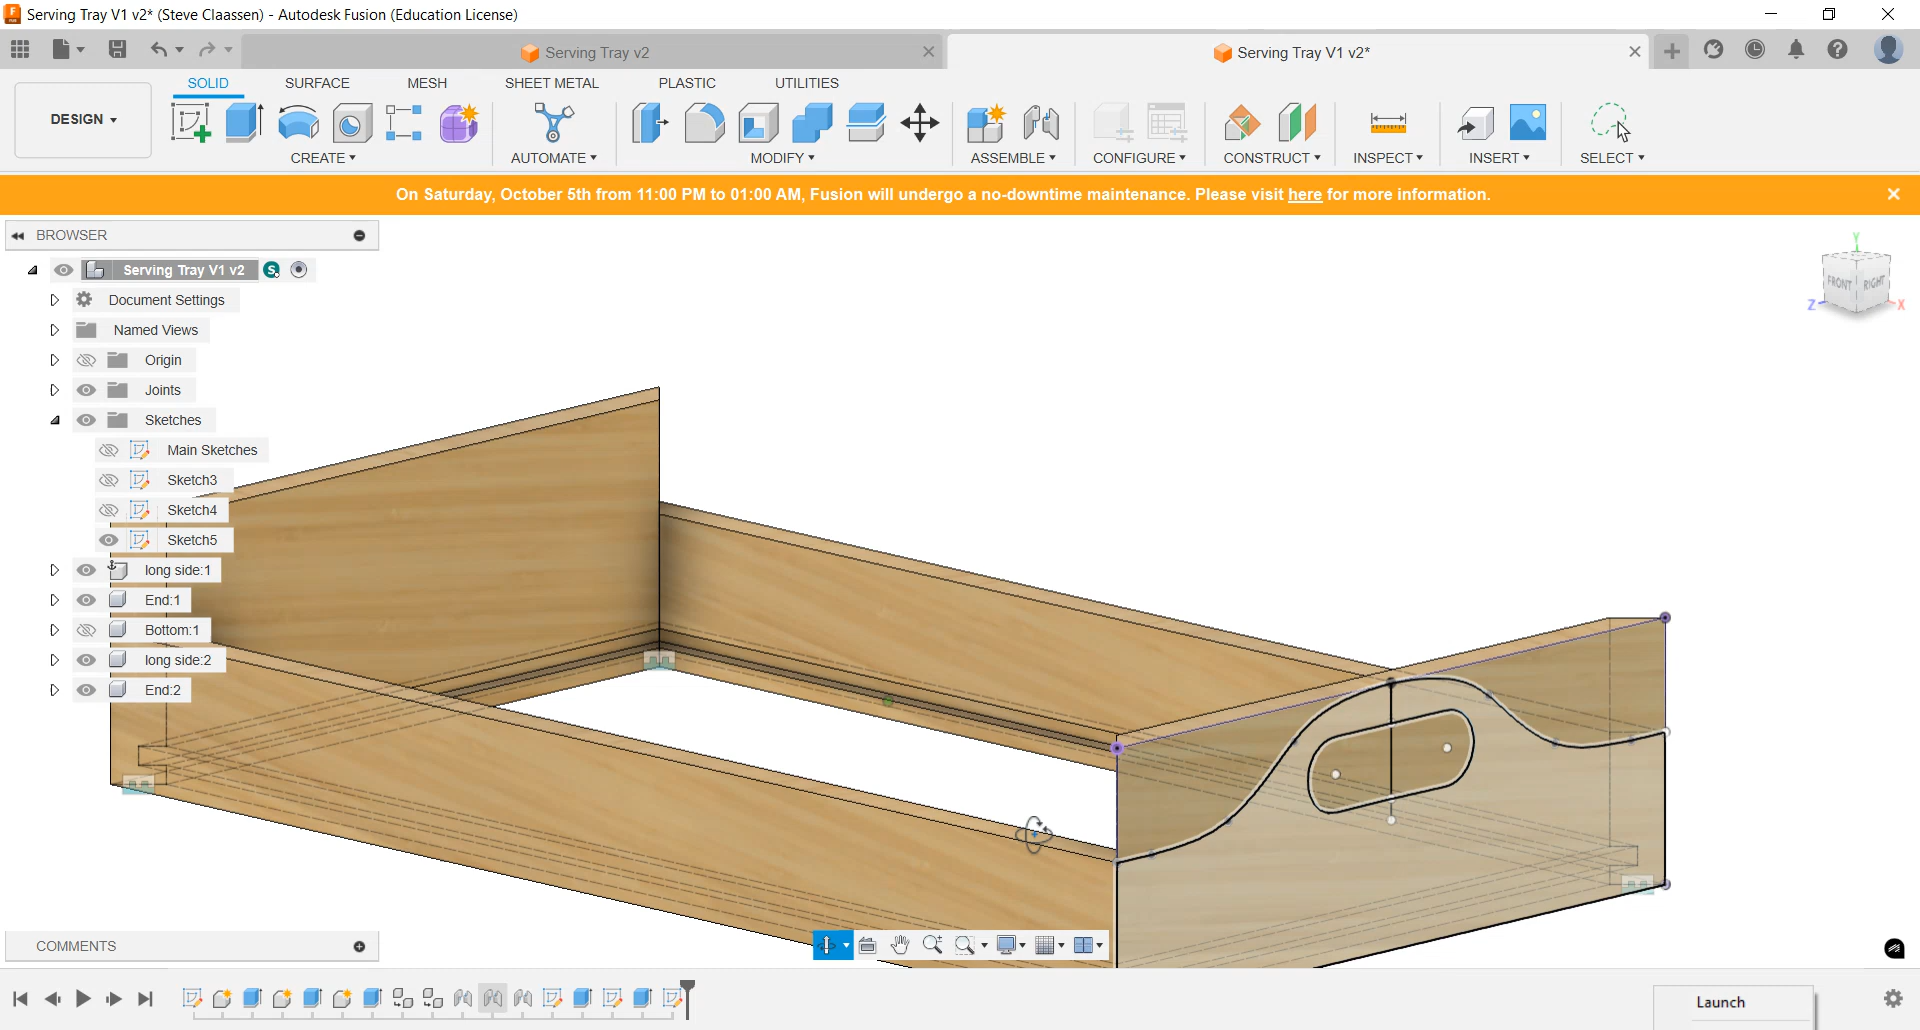 Serving Tray V1 v2* (Steve Claassen) - Autodesk Fusion (Education License)
Serving Tray v2
Serving Tray V1 v2*
DESIGN
SOLID
SURFACE
MESH
SHEET METAL
PLASTIC
UTILITIES
CREATE
AUTOMATE
MODIFY
ASSEMBLE
CONFIGURE
CONSTRUCT
INSPECT
INSERT
SELECT
On Saturday, October 5th from 11:00 PM to 01:00 AM, Fusion will undergo a no-downtime maintenance. Please visit here for more information.
BROWSER
Serving Tray V1 v2
S
Document Settings
Named Views
Origin
Joints
Sketches
Main Sketches
Sketch3
Sketch4
Sketch5
long side:1
End:1
Bottom:1
long side:2
End:2
Y
FRONT
RIGHT
Z
X
COMMENTS
Launch